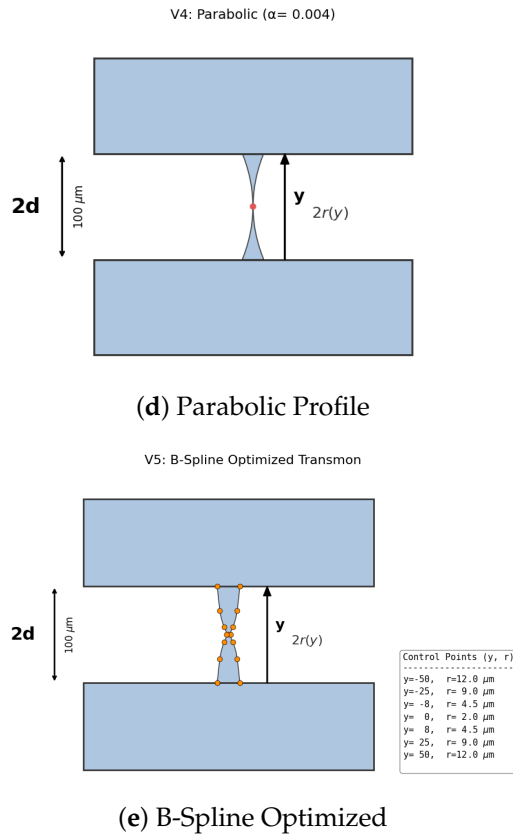 V4: Parabolic (α= 0.004)
2d
100 μm
y
2r(y)
(d) Parabolic Profile
V5: B-Spline Optimized Transmon
2d
100 μm
y
2r(y)
Control Points (y, r)
--------------------
y=-50, r=12.0 μm
y=-25, r= 9.0 μm
y= -8, r= 4.5 μm
y= 0, r= 2.0 μm
y= 8, r= 4.5 μm
y= 25, r= 9.0 μm
y= 50, r=12.0 μm
(e) B-Spline Optimized